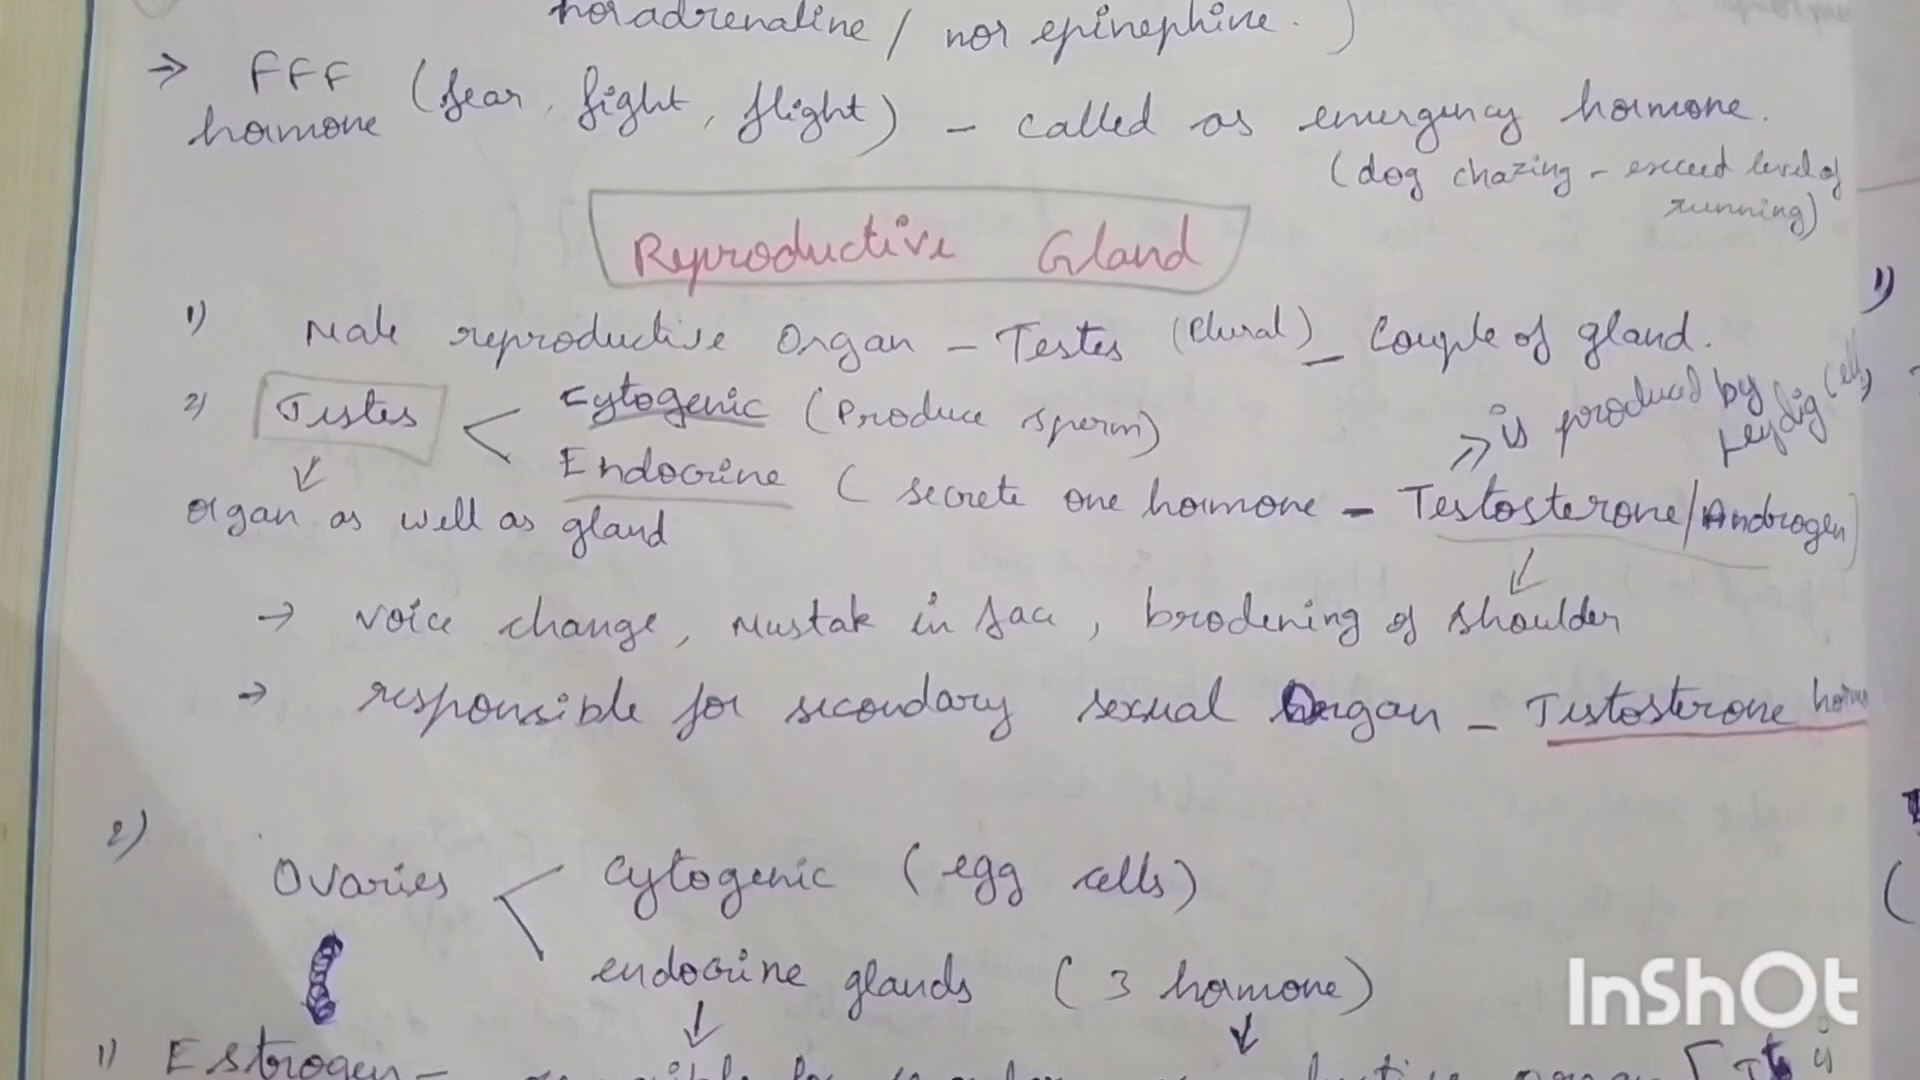 noradrenaline / nor epinephine. )
→ FFF hormone (fear, fight, flight) - called as emergency hormone.
(dog chazing - exceed level of
running)
Reproductive Gland
1) Male reproductive Organ - Testes (Plural) - Couple of gland.
2) Testes < Cytogenic (Produce sperm)
Endocrine ( secrete one hormone - Testosterone/Androgen)
→ is produced by
Leydig cells
organ as well as gland
→ voice change, Mustak in face, brodening of shoulder
→ responsible for secondary sexual Organ - Testosterone
2)
Ovaries < Cytogenic (egg cells)
endocrine glands ( 3 hormone)
1) Estrogen -
1)
InShOt